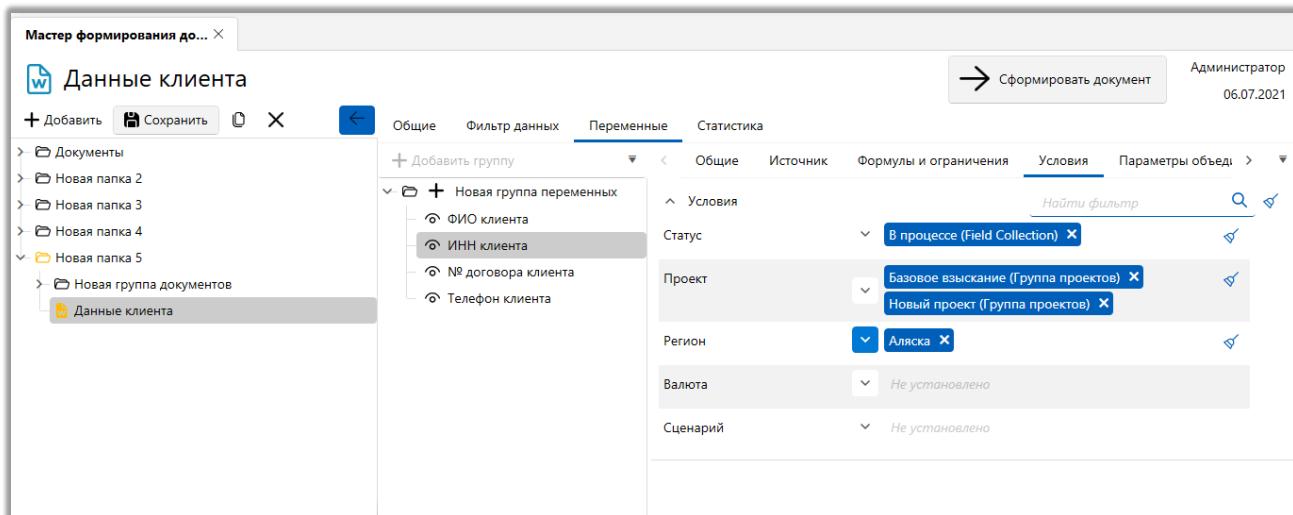 Мастер формирования до...
Данные клиента
Сформировать документ
Администратор
06.07.2021
Добавить Сохранить
Общие Фильтр данных Переменные Статистика
Документы
Новая папка 2
Новая папка 3
Новая папка 4
Новая папка 5
Новая группа документов
Данные клиента
Добавить группу
Новая группа переменных
ФИО клиента
ИНН клиента
№ договора клиента
Телефон клиента
Общие Источник Формулы и ограничения Условия Параметры объеди
Условия Найти фильтр
Статус В процессе (Field Collection)
Проект Базовое взыскание (Группа проектов)
Новый проект (Группа проектов)
Регион Аляска
Валюта Не установлено
Сценарий Не установлено